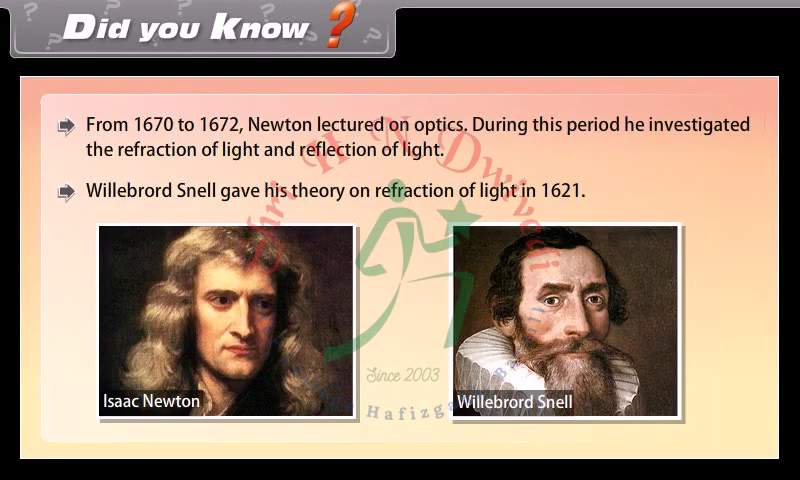 Did you Know ?
From 1670 to 1672, Newton lectured on optics. During this period he investigated
the refraction of light and reflection of light.
Willebrord Snell gave his theory on refraction of light in 1621.
Shri H N Dwivedi
Isaac Newton
Willebrord Snell
Since 2003